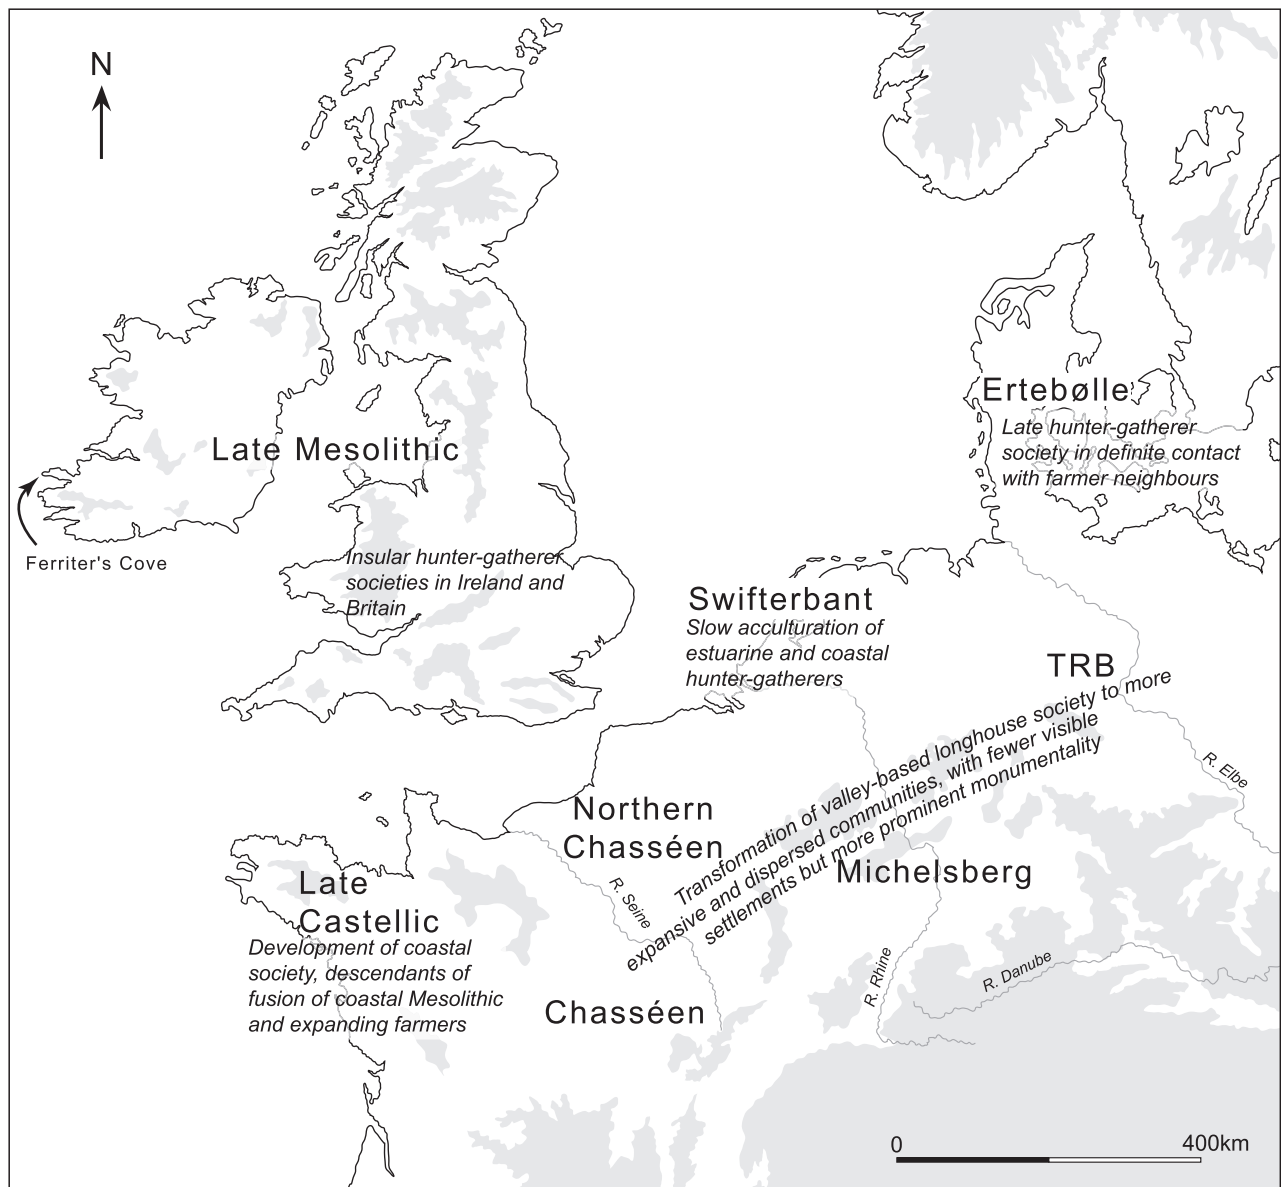 N
Ertebølle
Late hunter-gatherer
society in definite contact
with farmer neighbours
Late Mesolithic
Ferriter's Cove
Insular hunter-gatherer
societies in Ireland and
Britain
Swifterbant
Slow acculturation of
estuarine and coastal
hunter-gatherers
TRB
Transformation of valley-based longhouse society to more
expansive and dispersed communities, with fewer visible
settlements but more prominent monumentality
R. Elbe
Northern
Chasséen
Michelsberg
Late
Castellic
Development of coastal
society, descendants of
fusion of coastal Mesolithic
and expanding farmers
R. Seine
R. Rhine
R. Danube
Chasséen
0 400km